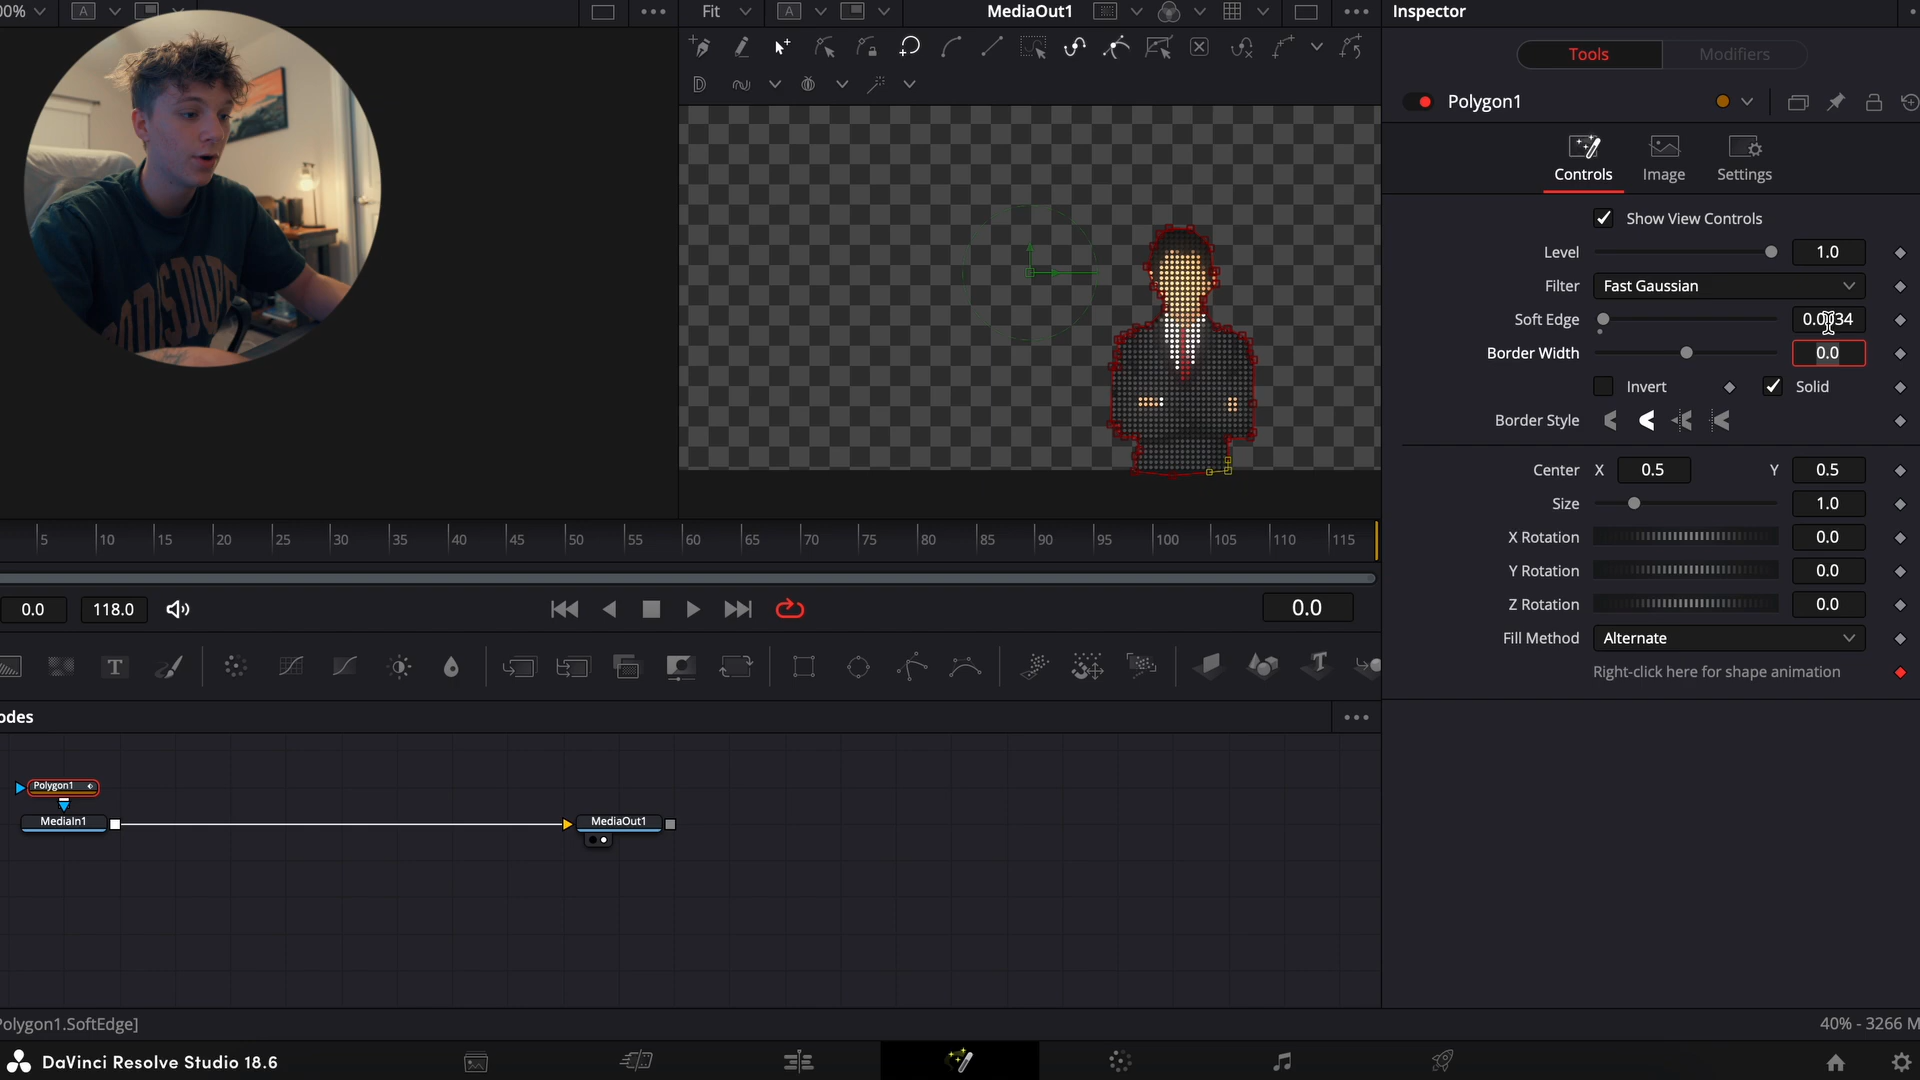 00%
A
Fit
A
MediaOut1
Inspector
Tools
Modifiers
D
Polygon1
Controls
Image
Settings
Show View Controls
Level
1.0
Filter
Fast Gaussian
Soft Edge
Border Width
0.0
Invert
Solid
Border Style
Center X 0.5 Y 0.5
Size
1.0
X Rotation
0.0
Y Rotation
0.0
Z Rotation
0.0
Fill Method
Alternate
Right-click here for shape animation
5 10 15 20 25 30 35 40 45 50 55 60 65 70 75 80 85 90 95 100 105 110 115
0.0
118.0
0.0
T
odes
Polygon1
MediaIn1
MediaOut1
Polygon1.SoftEdge]
40% - 3266 M
DaVinci Resolve Studio 18.6